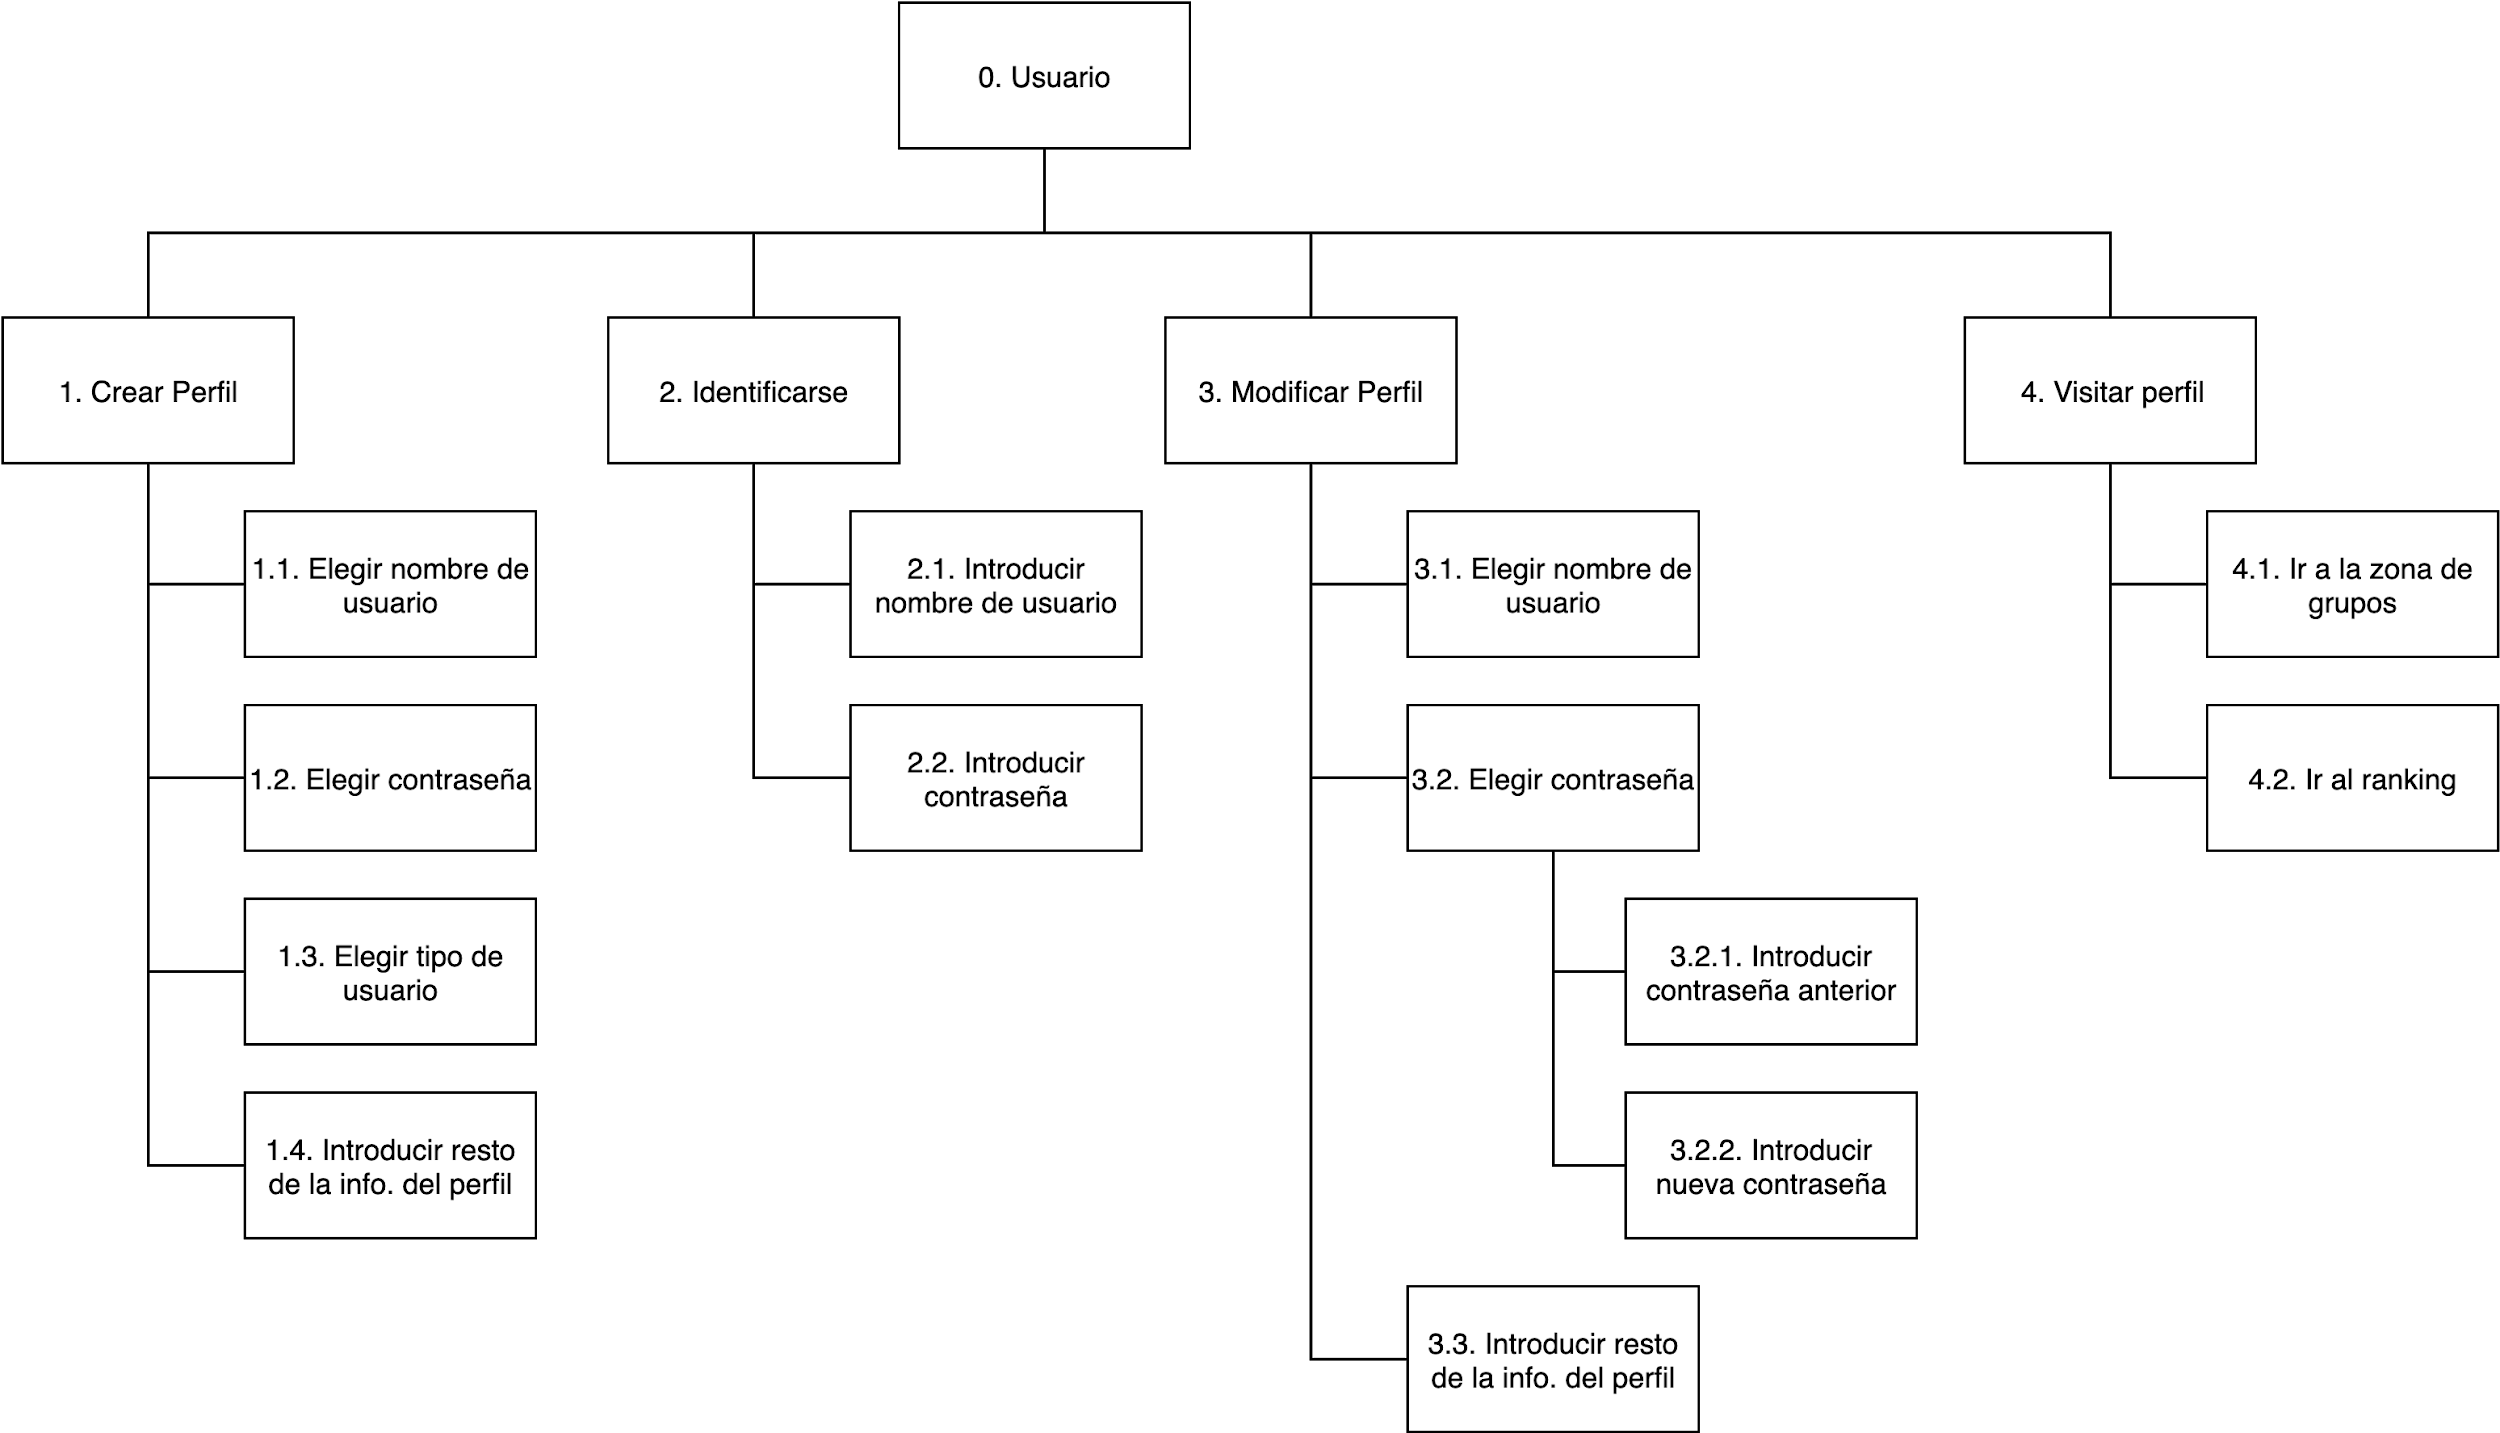 0. Usuario
1. Crear Perfil
2. Identificarse
3. Modificar Perfil
4. Visitar perfil
1.1. Elegir nombre de
usuario
1.2. Elegir contraseña
1.3. Elegir tipo de
usuario
1.4. Introducir resto
de la info. del perfil
2.1. Introducir
nombre de usuario
2.2. Introducir
contraseña
3.1. Elegir nombre de
usuario
3.2. Elegir contraseña
3.2.1. Introducir
contraseña anterior
3.2.2. Introducir
nueva contraseña
3.3. Introducir resto
de la info. del perfil
4.1. Ir a la zona de
grupos
4.2. Ir al ranking